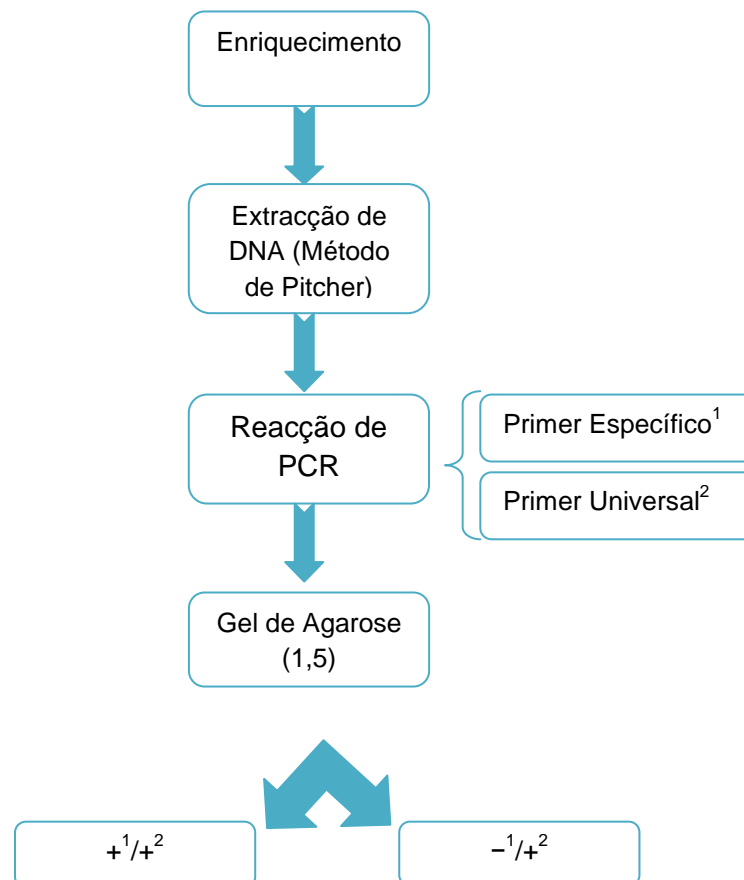 Enriquecimento
Extracção de
DNA (Método
de Pitcher)
Reacção de
PCR
Primer Específico¹
Primer Universal²
Gel de Agarose
(1,5)
+¹/+²
−¹/+²